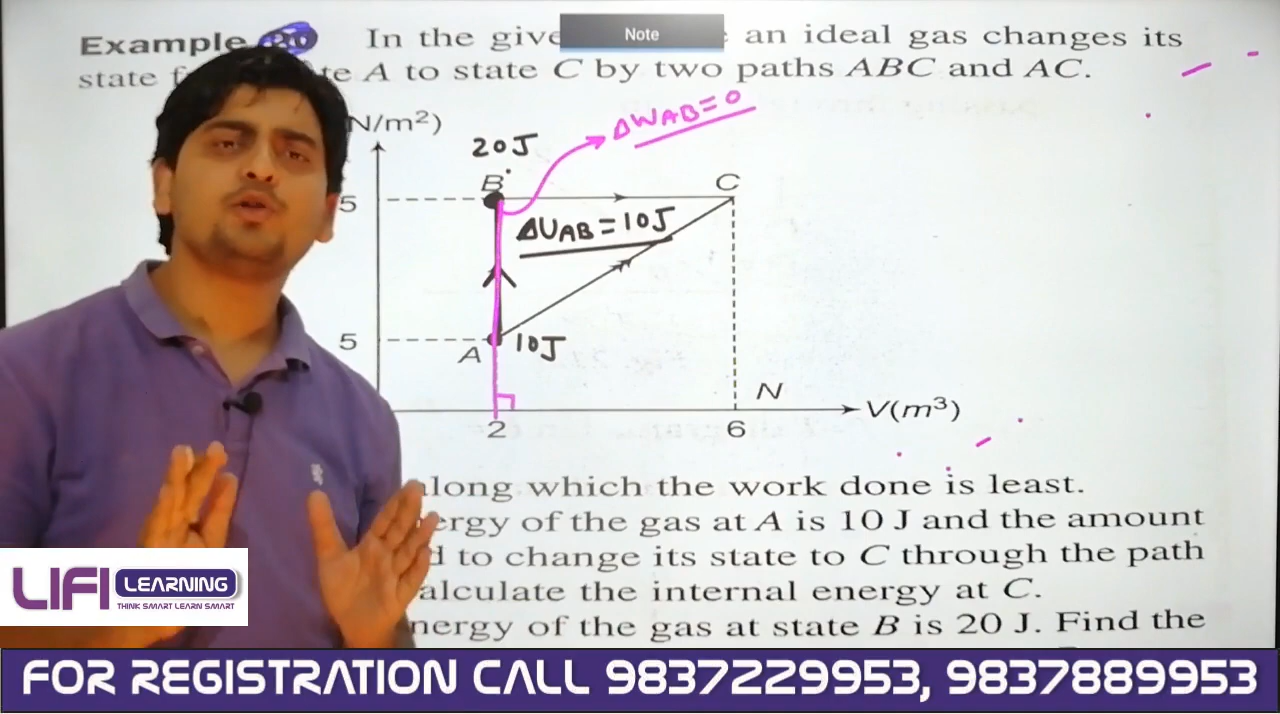 Example 20 In the give Note an ideal gas changes its
state te A to state C by two paths ABC and AC.
N/m²)
ΔWAB=0
20J
B
C
5
ΔUAB=10J
5
A
10J
N
V(m³)
2
6
along which the work done is least.
ergy of the gas at A is 10 J and the amount
d to change its state to C through the path
alculate the internal energy at C.
nergy of the gas at state B is 20 J. Find the
LIFI LEARNING
THINK SMART LEARN SMART
FOR REGISTRATION CALL 9837229953, 9837889953